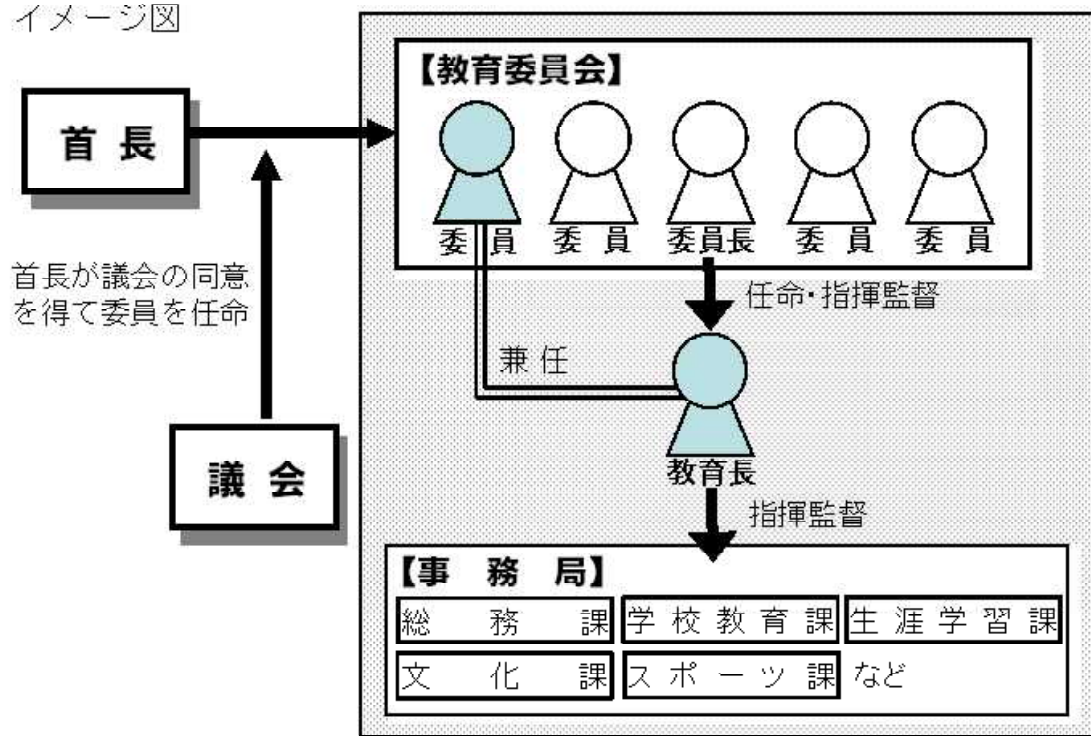 イメージ図
【教育委員会】
首長
委員 委員 委員長 委員 委員
首長が議会の同意
を得て委員を任命
任命・指揮監督
兼任
教育長
議会
指揮監督
【事務局】
総務課 学校教育課 生涯学習課
文化課 スポーツ課 など